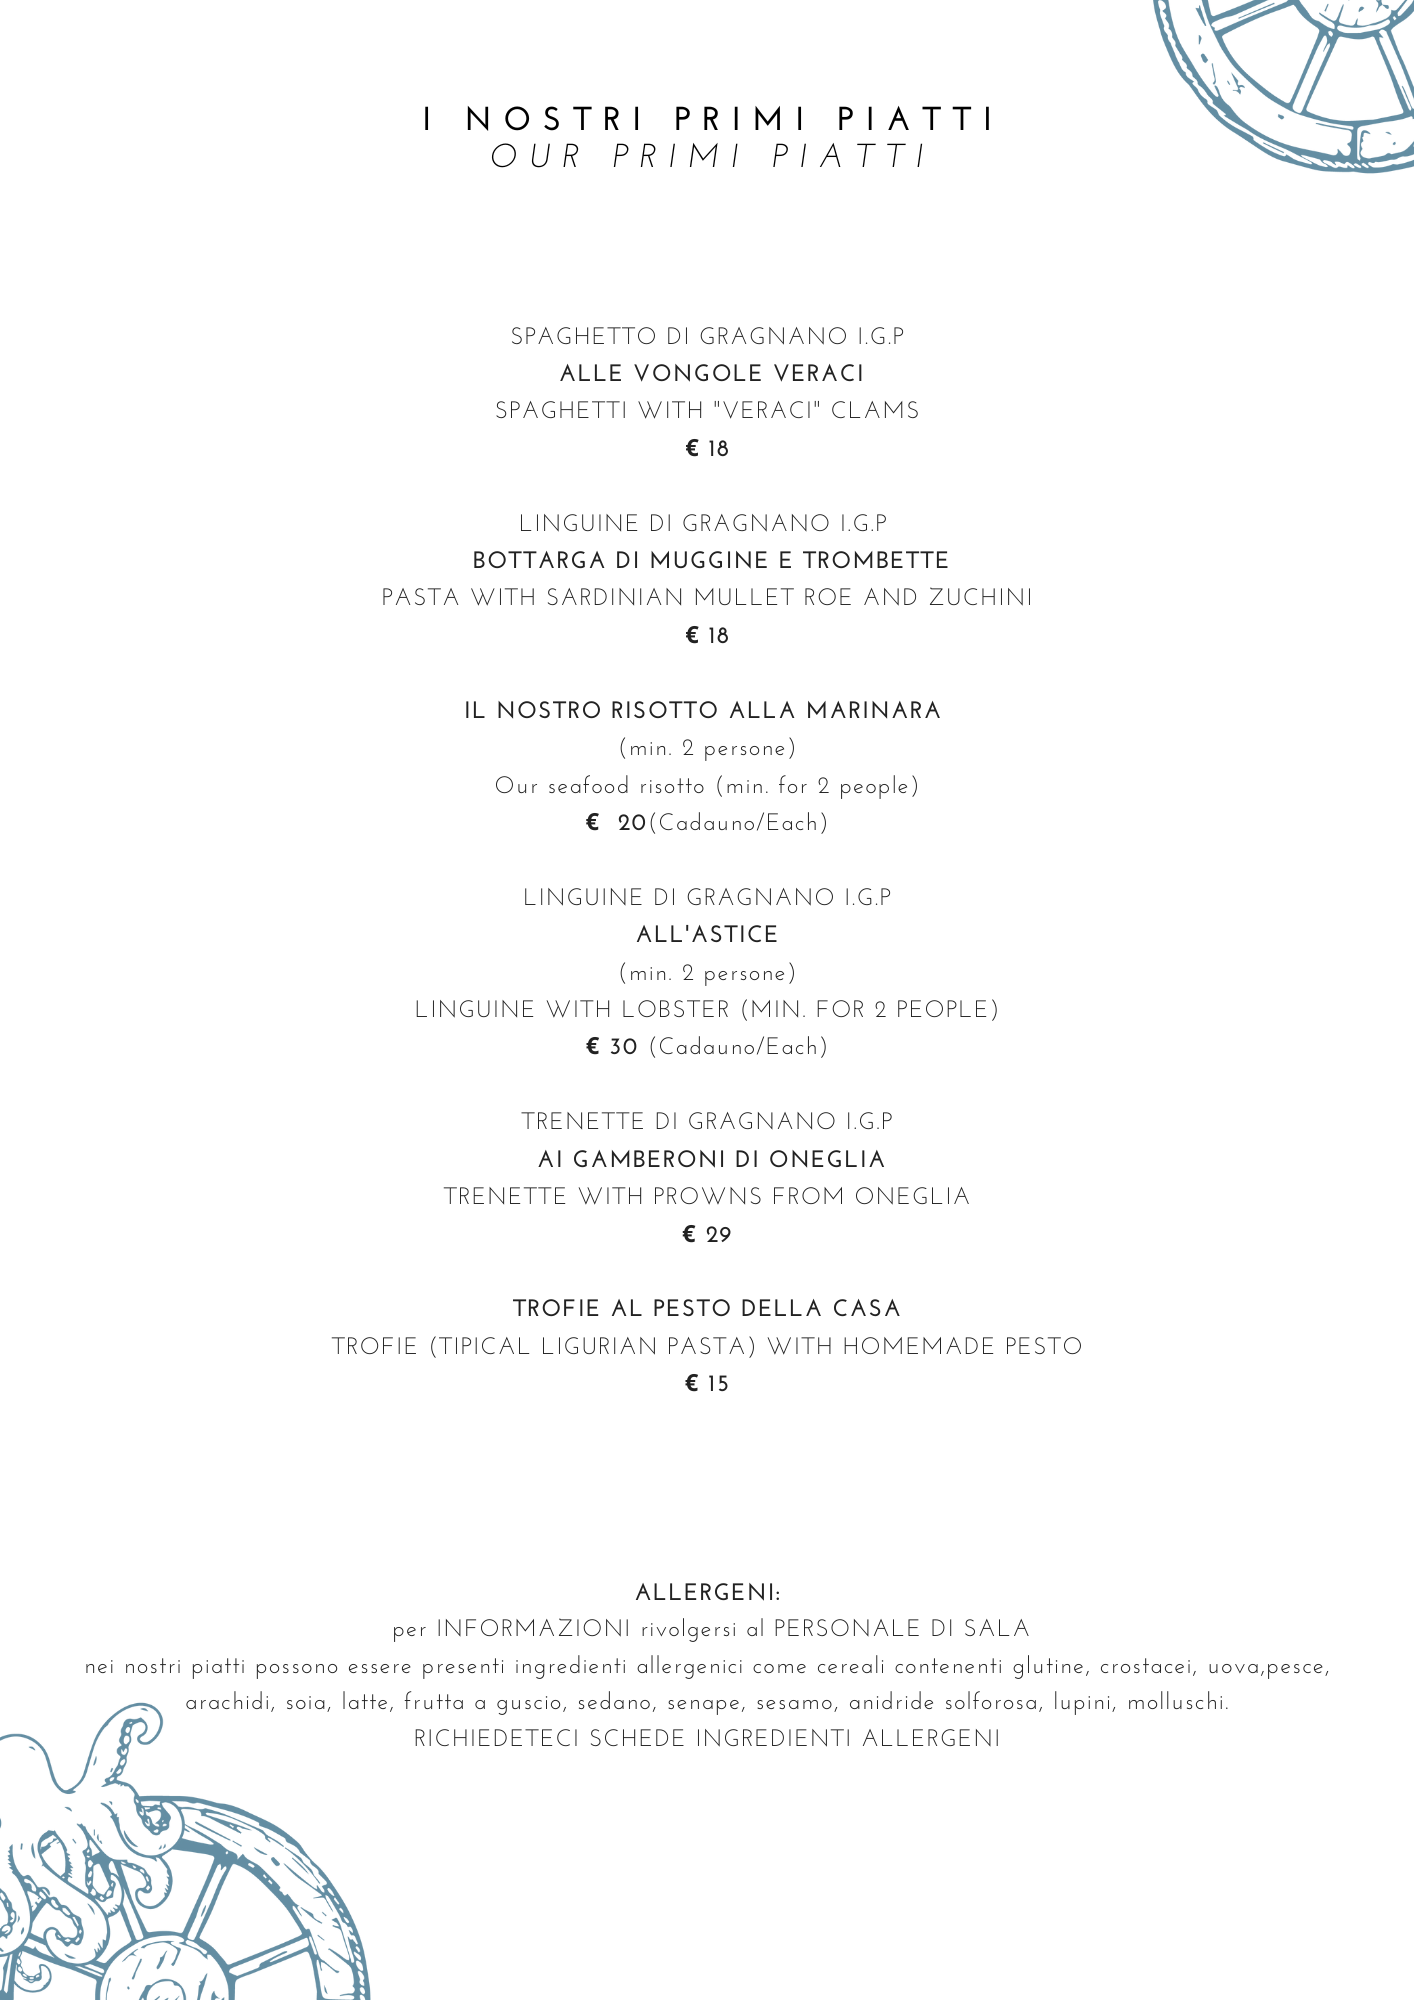 I NOSTRI PRIMI PIATTI
OUR PRIMI PIATTI
SPAGHETTO DI GRAGNANO I.G.P
ALLE VONGOLE VERACI
SPAGHETTI WITH "VERACI" CLAMS
€ 18
LINGUINE DI GRAGNANO I.G.P
BOTTARGA DI MUGGINE E TROMBETTE
PASTA WITH SARDINIAN MULLET ROE AND ZUCHINI
€ 18
IL NOSTRO RISOTTO ALLA MARINARA
(min. 2 persone)
Our seafood risotto (min. for 2 people)
€ 20(Cadauno/Each)
LINGUINE DI GRAGNANO I.G.P
ALL'ASTICE
(min. 2 persone)
LINGUINE WITH LOBSTER (MIN. FOR 2 PEOPLE)
€ 30 (Cadauno/Each)
TRENETTE DI GRAGNANO I.G.P
AI GAMBERONI DI ONEGLIA
TRENETTE WITH PROWNS FROM ONEGLIA
€ 29
TROFIE AL PESTO DELLA CASA
TROFIE (TIPICAL LIGURIAN PASTA) WITH HOMEMADE PESTO
€ 15
ALLERGENI:
per INFORMAZIONI rivolgersi al PERSONALE DI SALA
nei nostri piatti possono essere presenti ingredienti allergenici come cereali contenenti glutine, crostacei, uova,pesce,
arachidi, soia, latte, frutta a guscio, sedano, senape, sesamo, anidride solforosa, lupini, molluschi.
RICHIEDETECI SCHEDE INGREDIENTI ALLERGENI